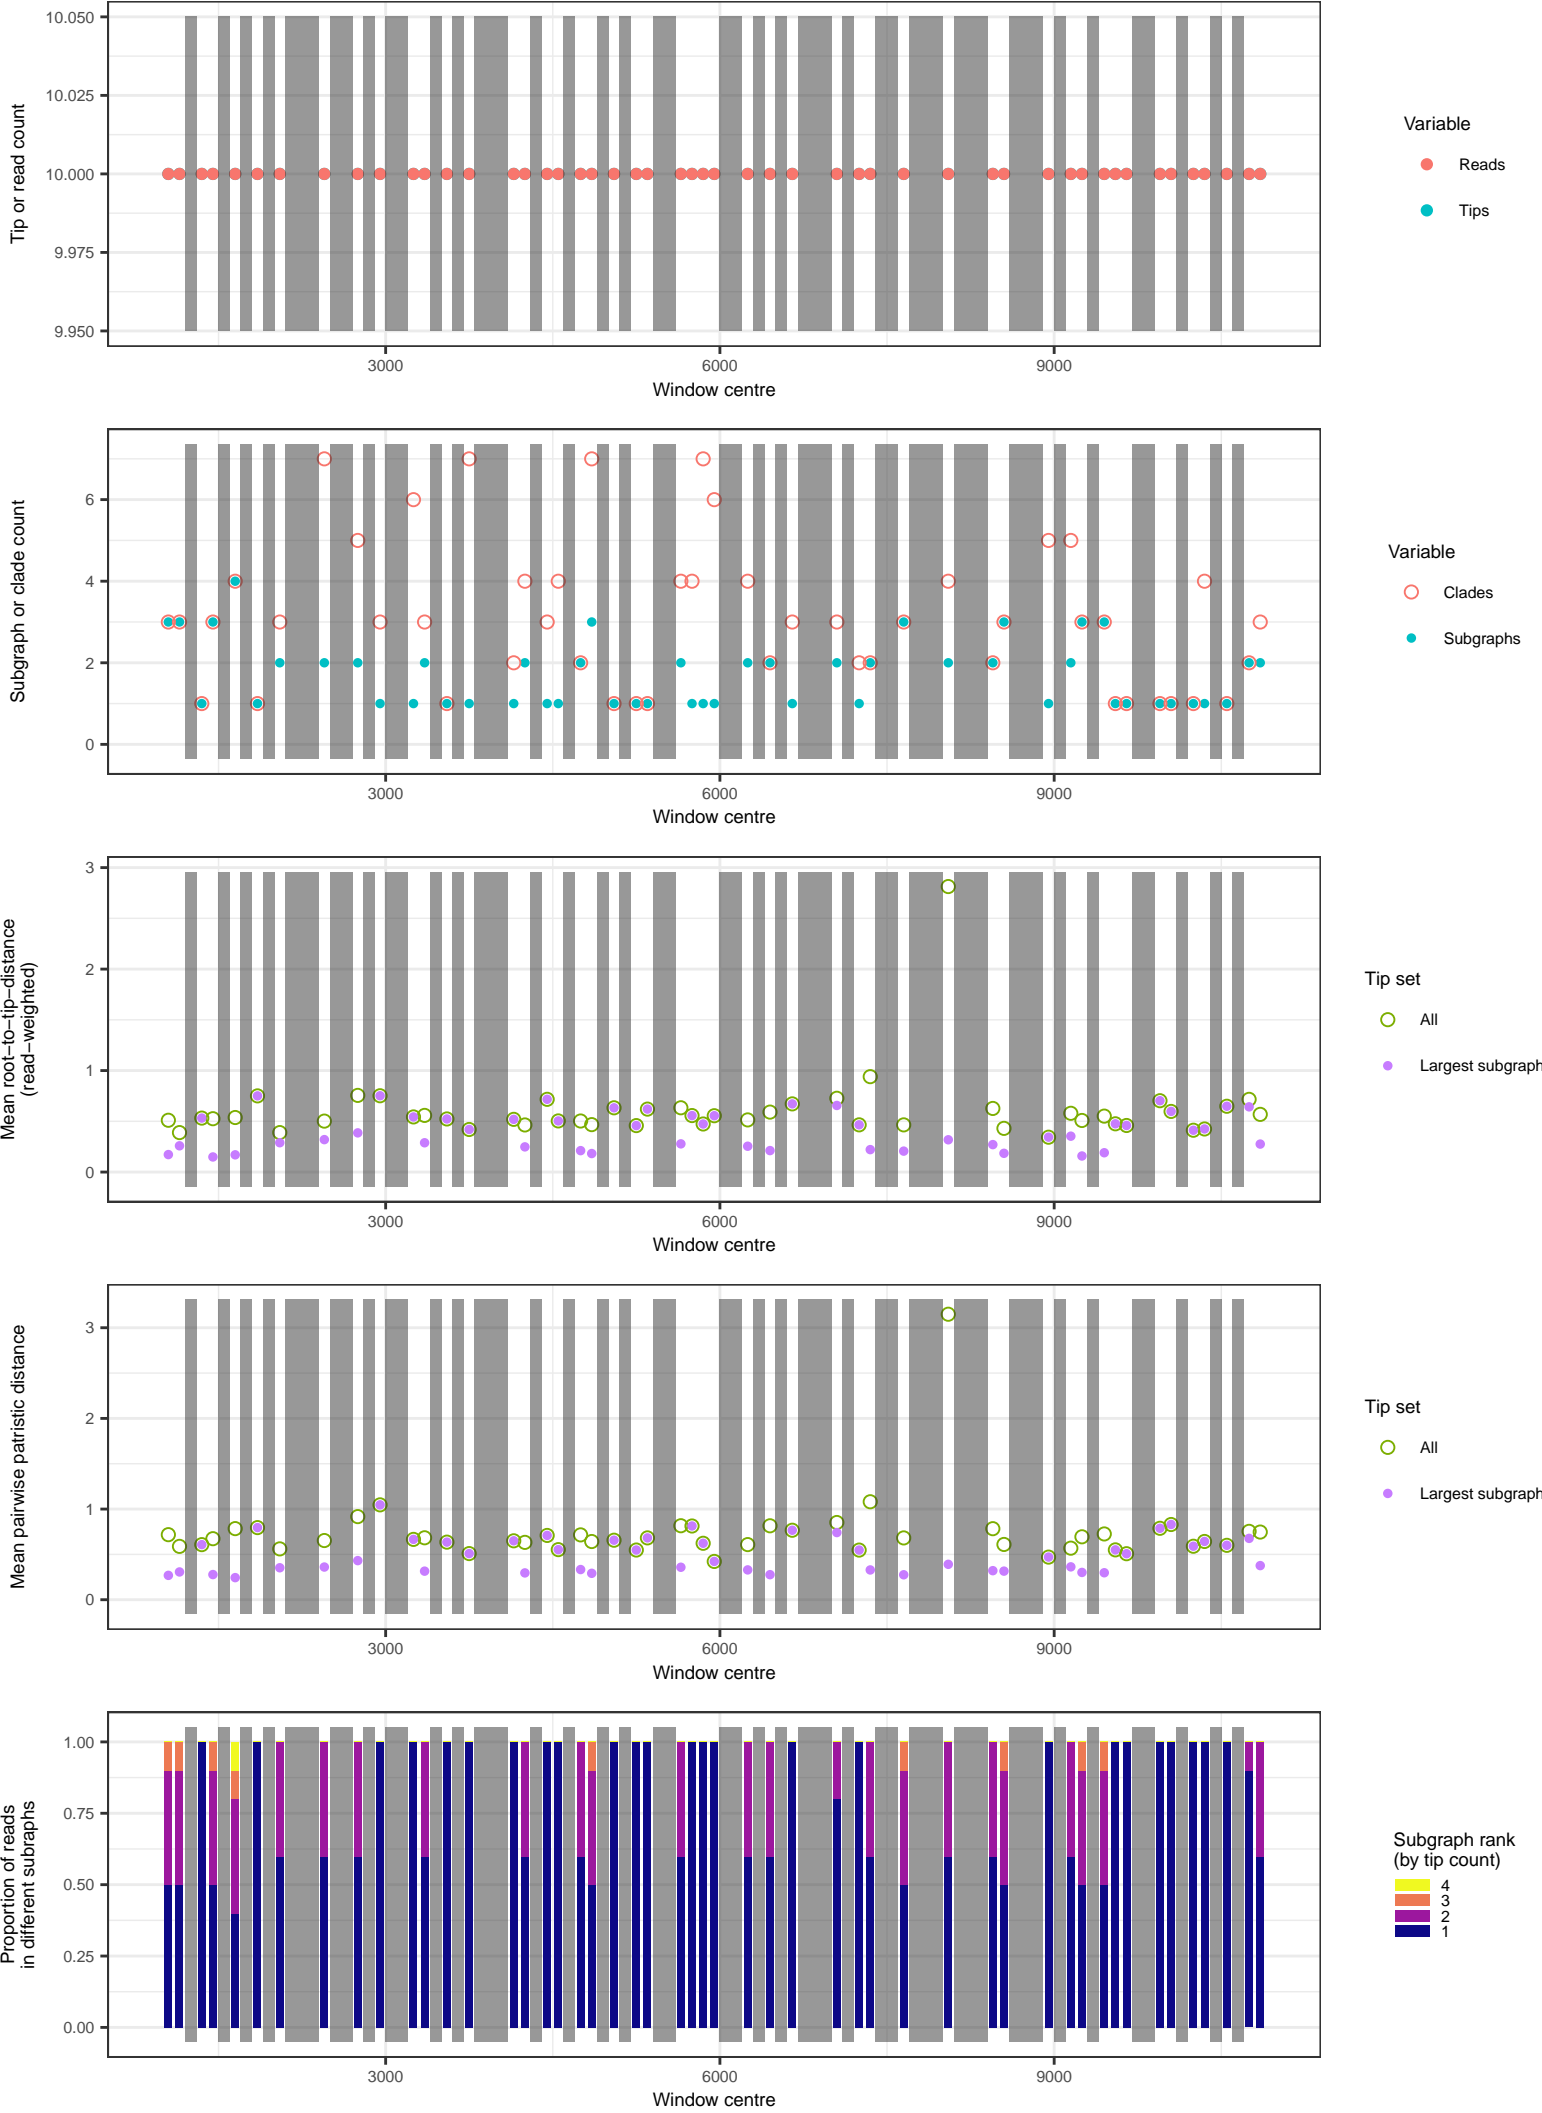 10.050
10.025
10.000
9.975
9.950
Tip or read count
3000
6000
9000
Window centre
Variable
Reads
Tips
6
4
2
0
Subgraph or clade count
3000
6000
9000
Window centre
Variable
Clades
Subgraphs
3
2
1
0
Mean root−to−tip−distance
(read−weighted)
3000
6000
9000
Window centre
Tip set
All
Largest subgraph
3
2
1
0
Mean pairwise patristic distance
3000
6000
9000
Window centre
Tip set
All
Largest subgraph
1.00
0.75
0.50
0.25
0.00
Proportion of reads
in different subraphs
3000
6000
9000
Window centre
Subgraph rank
(by tip count)
4
3
2
1